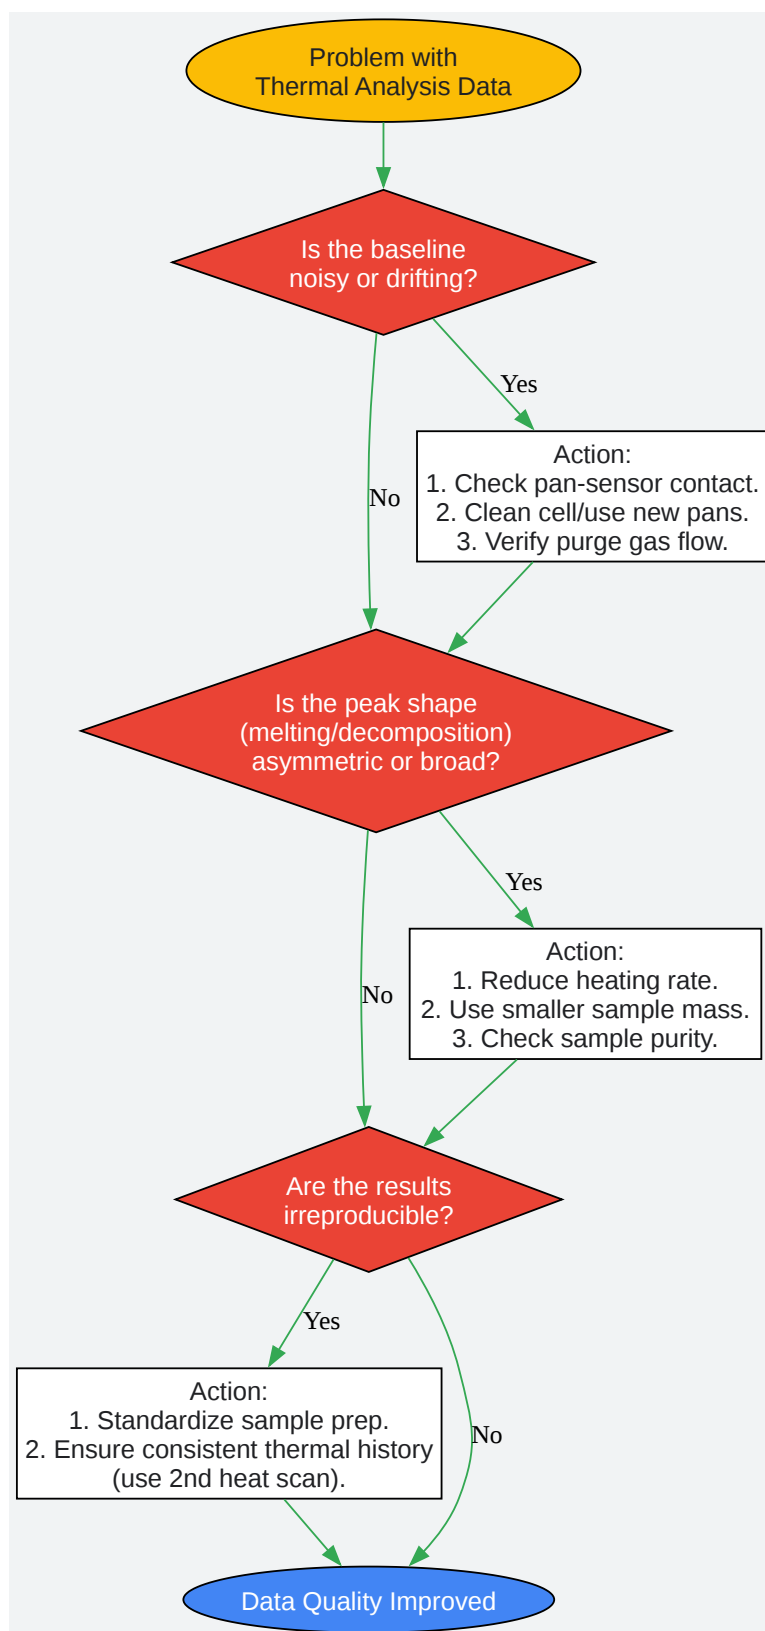 Problem with
Thermal Analysis Data
Is the baseline
noisy or drifting?
Yes
Action:
1. Check pan-sensor contact.
2. Clean cell/use new pans.
3. Verify purge gas flow.
No
Is the peak shape
(melting/decomposition)
asymmetric or broad?
Yes
Action:
1. Reduce heating rate.
2. Use smaller sample mass.
3. Check sample purity.
No
Are the results
irreproducible?
Yes
Action:
1. Standardize sample prep.
2. Ensure consistent thermal history
(use 2nd heat scan).
No
Data Quality Improved